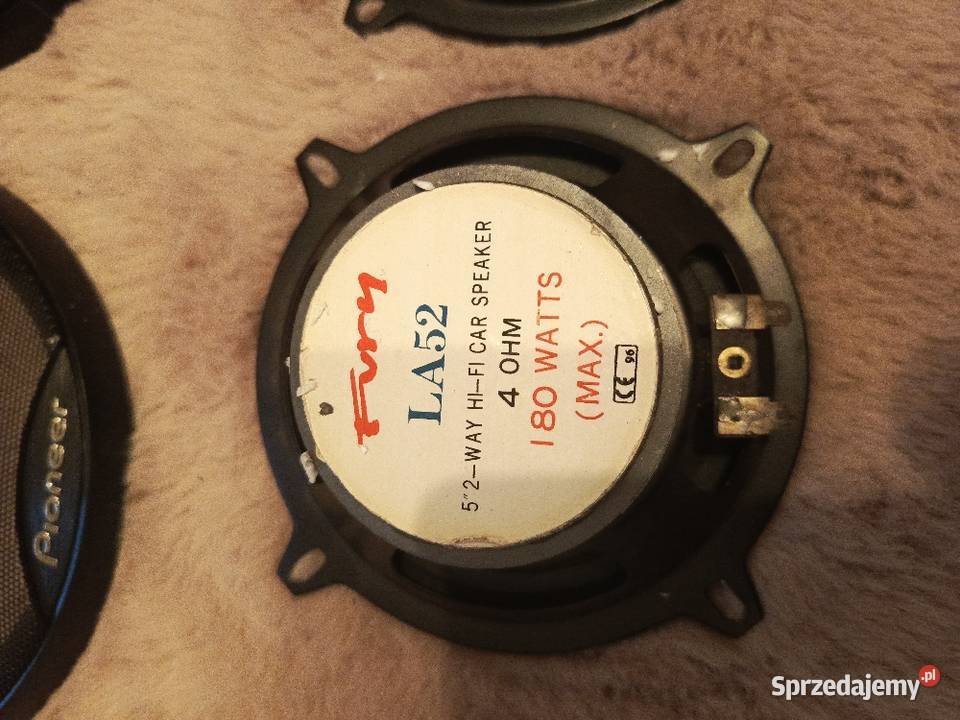 Fury
LA52
5" 2-WAY HI-FI CAR SPEAKER
4 OHM
180 WATTS
(MAX.)
CE 96
Pioneer
Sprzedajemy.pl